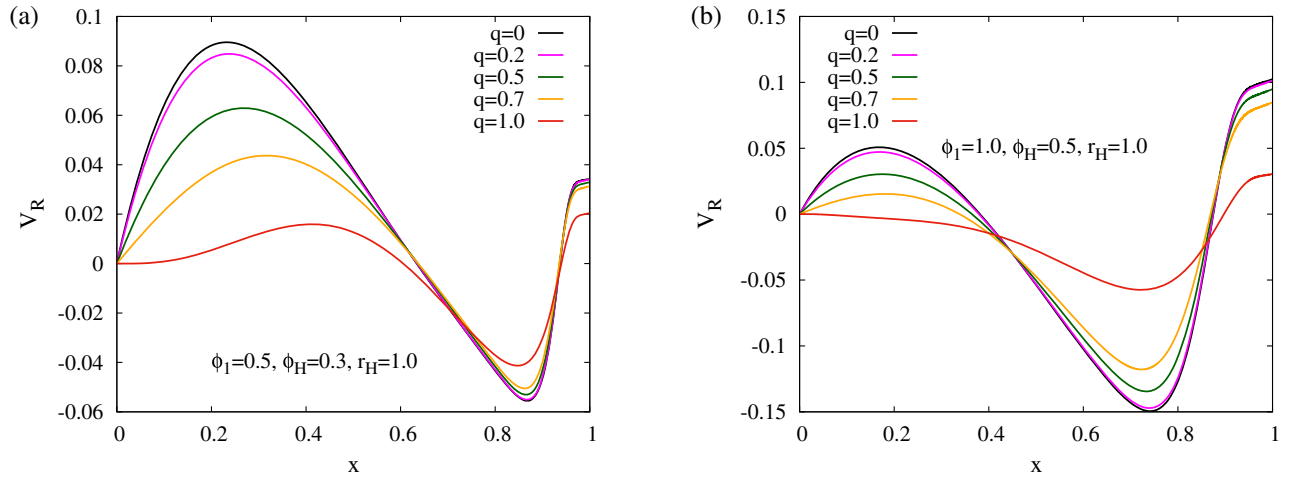 (a)
V_R
0.1
0.08
0.06
0.04
0.02
0
-0.02
-0.04
-0.06
0 0.2 0.4 0.6 0.8 1
x
q=0
q=0.2
q=0.5
q=0.7
q=1.0
ϕ_1=0.5, ϕ_H=0.3, r_H=1.0
(b)
V_R
0.15
0.1
0.05
0
-0.05
-0.1
-0.15
0 0.2 0.4 0.6 0.8 1
x
q=0
q=0.2
q=0.5
q=0.7
q=1.0
ϕ_1=1.0, ϕ_H=0.5, r_H=1.0